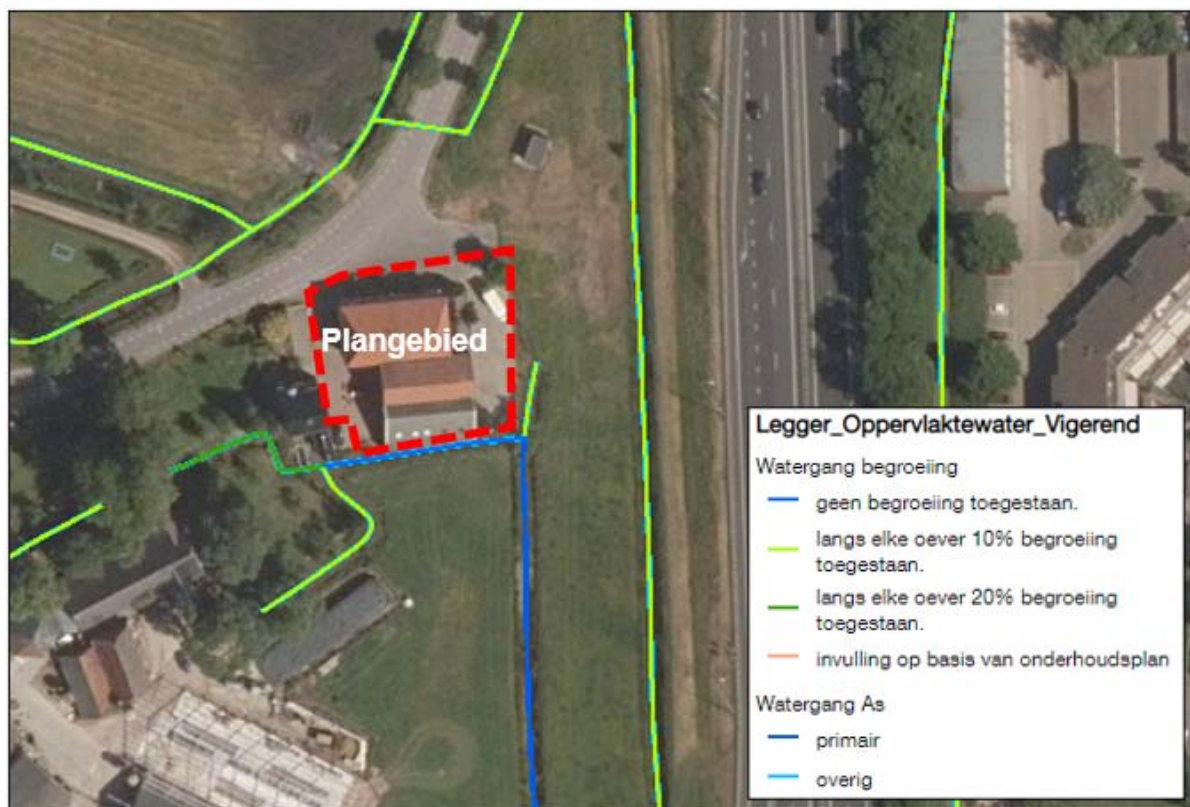 Plangebied
Legger_Oppervlaktewater_Vigerend
Watergang begroeiing
geen begroeiing toegestaan.
langs elke oever 10% begroeiing
toegestaan.
langs elke oever 20% begroeiing
toegestaan.
invulling op basis van onderhoudsplan
Watergang As
primair
overig